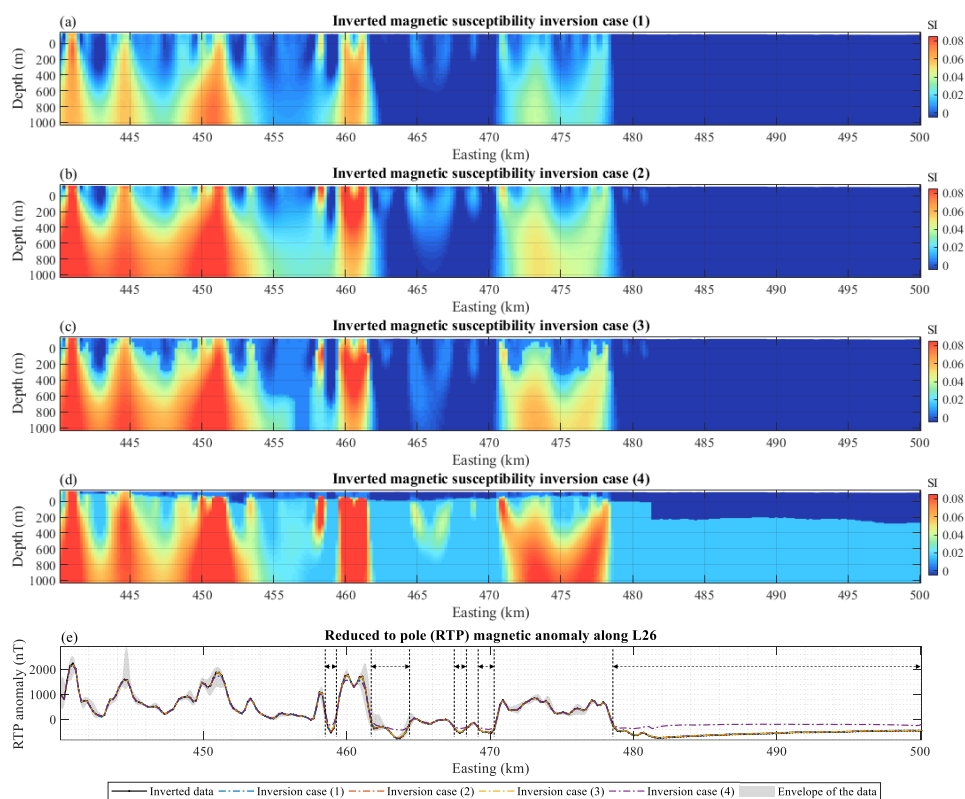 (a) Inverted magnetic susceptibility inversion case (1) SI
Depth (m)
0
200
400
600
800
1000
445 450 455 460 465 470 475 480 485 490 495 500
Easting (km)
0.08
0.06
0.04
0.02
0
(b) Inverted magnetic susceptibility inversion case (2) SI
Depth (m)
0
200
400
600
800
1000
445 450 455 460 465 470 475 480 485 490 495 500
Easting (km)
0.08
0.06
0.04
0.02
0
(c) Inverted magnetic susceptibility inversion case (3) SI
Depth (m)
0
200
400
600
800
1000
445 450 455 460 465 470 475 480 485 490 495 500
Easting (km)
0.08
0.06
0.04
0.02
0
(d) Inverted magnetic susceptibility inversion case (4) SI
Depth (m)
0
200
400
600
800
1000
445 450 455 460 465 470 475 480 485 490 495 500
Easting (km)
0.08
0.06
0.04
0.02
0
(e) Reduced to pole (RTP) magnetic anomaly along L26
RTP anomaly (nT)
2000
1000
0
450 460 470 480 490 500
Easting (km)
Inverted data Inversion case (1) Inversion case (2) Inversion case (3) Inversion case (4) Envelope of the data